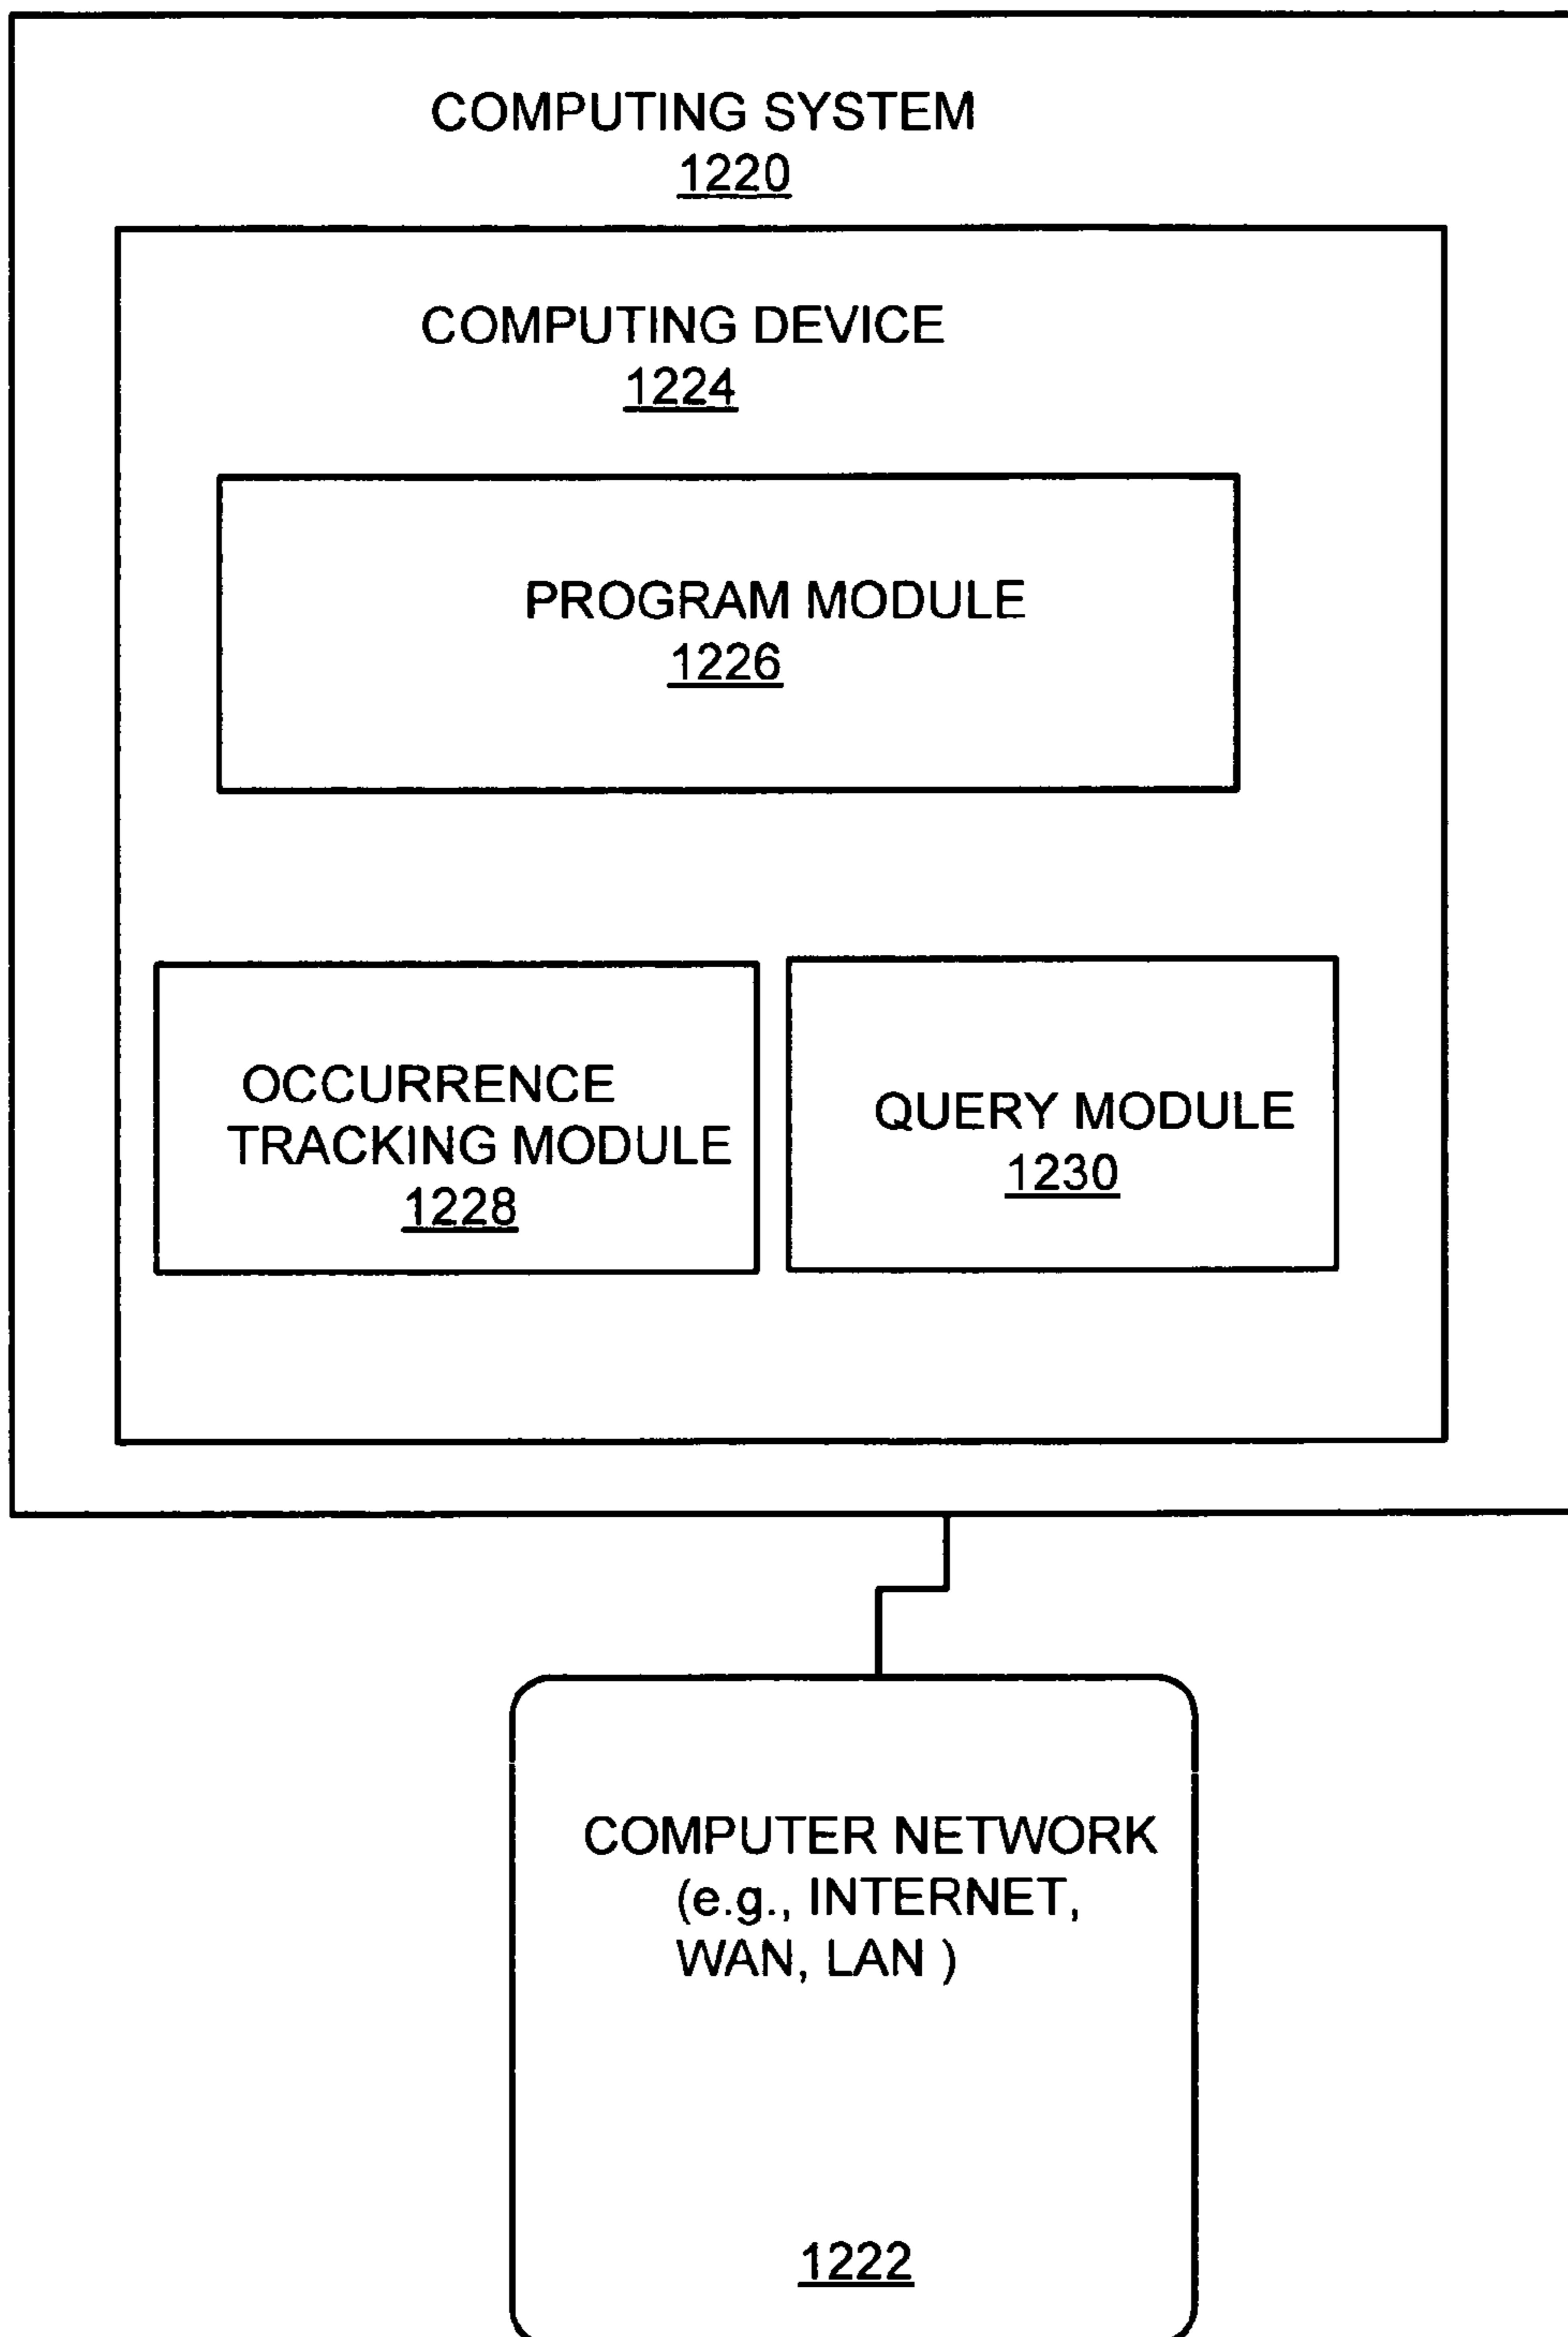 COMPUTING SYSTEM
1220
COMPUTING DEVICE
1224
PROGRAM MODULE
1226
OCCURRENCE
TRACKING MODULE
1228
QUERY MODULE
1230
COMPUTER NETWORK
(e.g., INTERNET,
WAN, LAN )
1222